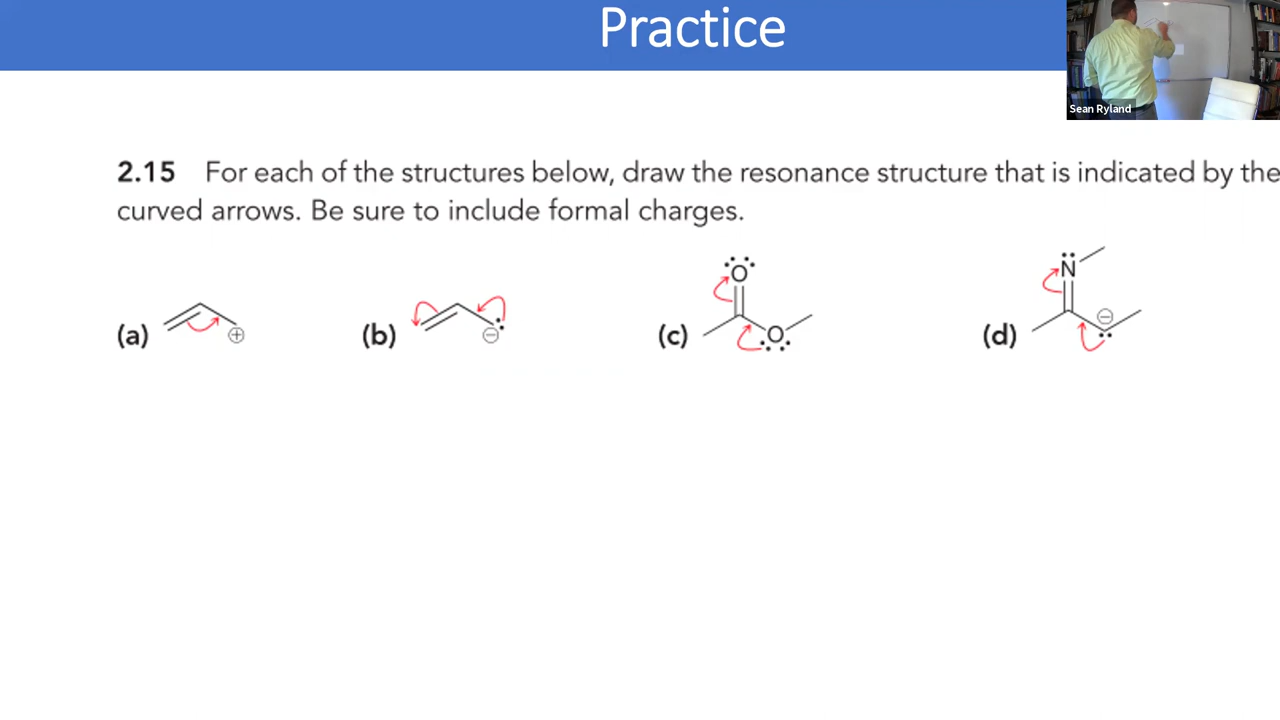 Practice
Sean Ryland
2.15 For each of the structures below, draw the resonance structure that is indicated by the
curved arrows. Be sure to include formal charges.
(a) (b) (c) (d)
O N
O